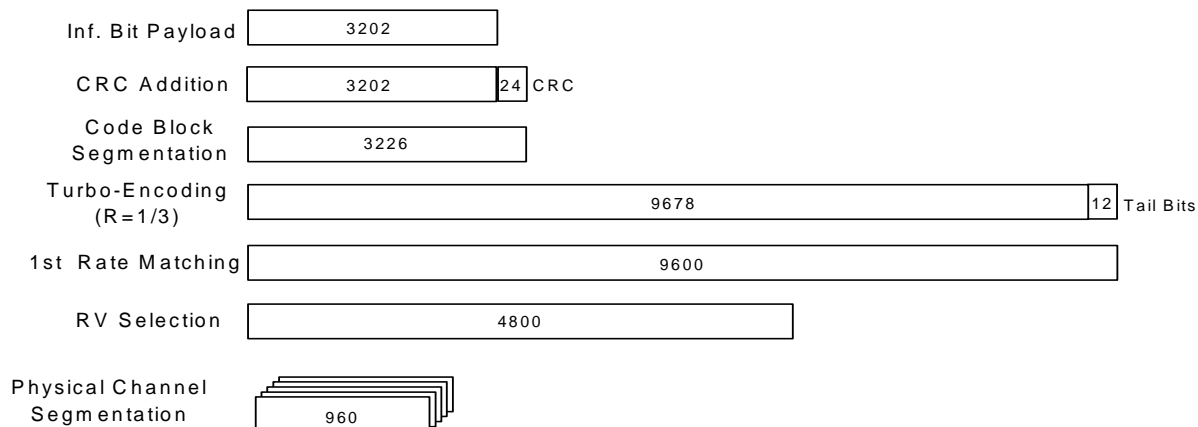 Inf. Bit Payload 3202
CRC Addition 3202 24 CRC
Code Block
Segmentation 3226
Turbo-Encoding
(R=1/3) 9678 12 Tail Bits
1st Rate Matching 9600
RV Selection 4800
Physical Channel
Segmentation 960